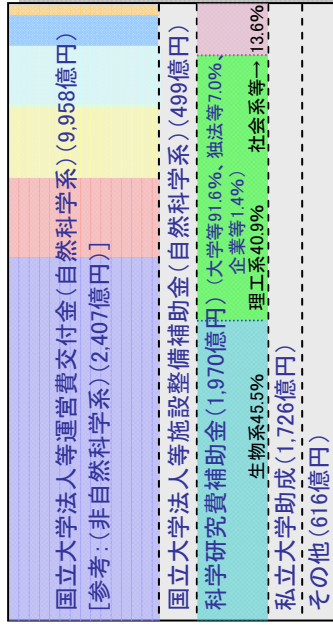 国立大学法人等運営費交付金(自然科学系)(9,958億円)
[参考:(非自然科学系)(2,407億円)]
国立大学法人等施設整備補助金(自然科学系)(499億円)
科学研究費補助金(1,970億円)(大学等91.6%、独法等7.0%、
企業等1.4%)
生物系45.5%
理工系40.9%
社会系等→ 13.6%
私立大学助成(1,726億円)
その他(616億円)